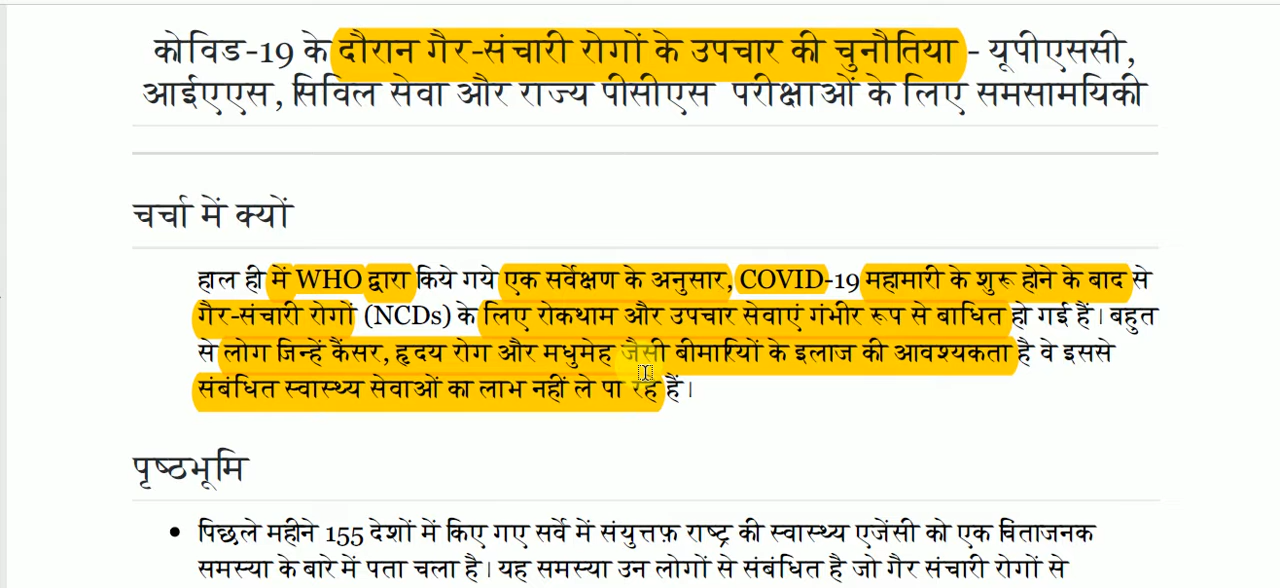 कोविड-19 के दौरान गैर-संचारी रोगों के उपचार की चुनौतिया - यूपीएससी,
आईएएस, सिविल सेवा और राज्य पीसीएस परीक्षाओं के लिए समसामयिकी
चर्चा में क्यों
हाल ही में WHO द्वारा किये गये एक सर्वेक्षण के अनुसार, COVID-19 महामारी के शुरू होने के बाद से
गैर-संचारी रोगों (NCDs) के लिए रोकथाम और उपचार सेवाएं गंभीर रूप से बाधित हो गई हैं। बहुत
से लोग जिन्हें कैंसर, हृदय रोग और मधुमेह जैसी बीमारियों के इलाज की आवश्यकता है वे इससे
संबंधित स्वास्थ्य सेवाओं का लाभ नहीं ले पा रहे हैं।
पृष्ठभूमि
• पिछले महीने 155 देशों में किए गए सर्वे में संयुत्तफ़ राष्ट्र की स्वास्थ्य एजेंसी को एक चिंताजनक
समस्या के बारे में पता चला है। यह समस्या उन लोगों से संबंधित है जो गैर संचारी रोगों से